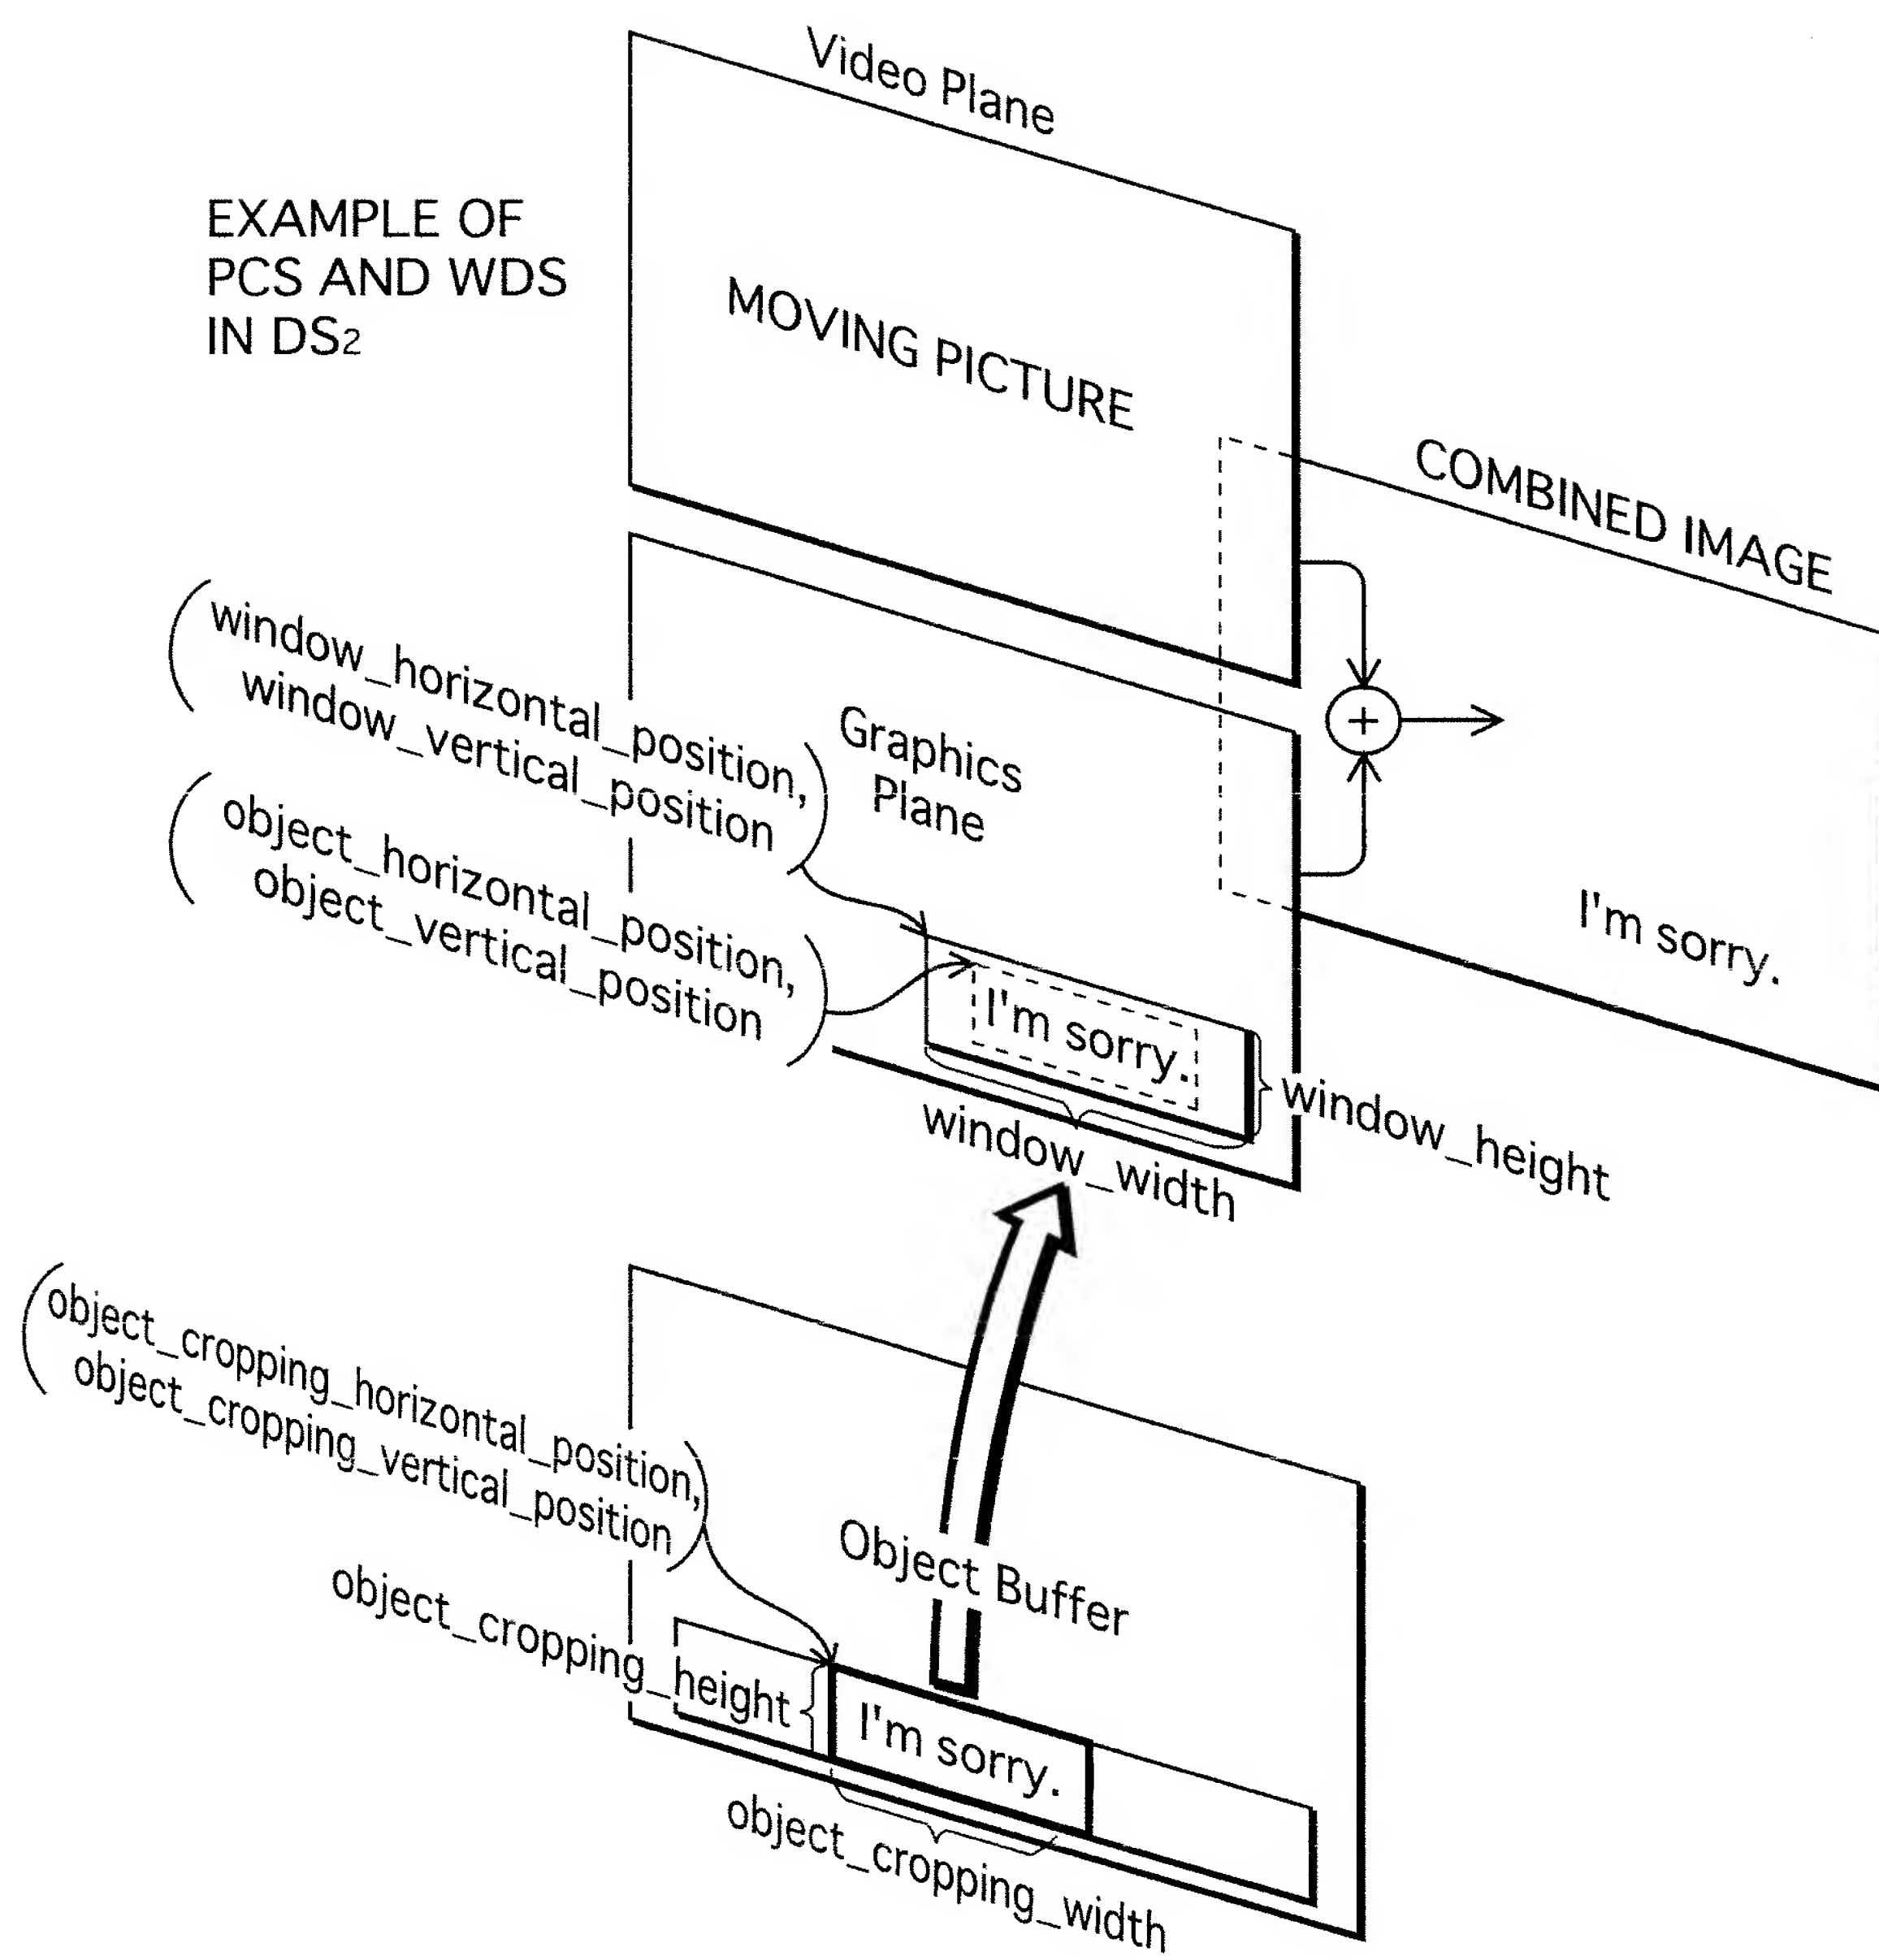 Video Plane
EXAMPLE OF
PCS AND WDS
IN DS2
MOVING PICTURE
COMBINED IMAGE
(window_horizontal_position,
window_vertical_position)
Graphics
Plane
(object_horizontal_position,
object_vertical_position)
I'm sorry.
I'm sorry.
window_height
window_width
(object_cropping_horizontal_position,
object_cropping_vertical_position)
Object Buffer
object_cropping_height
I'm sorry.
object_cropping_width